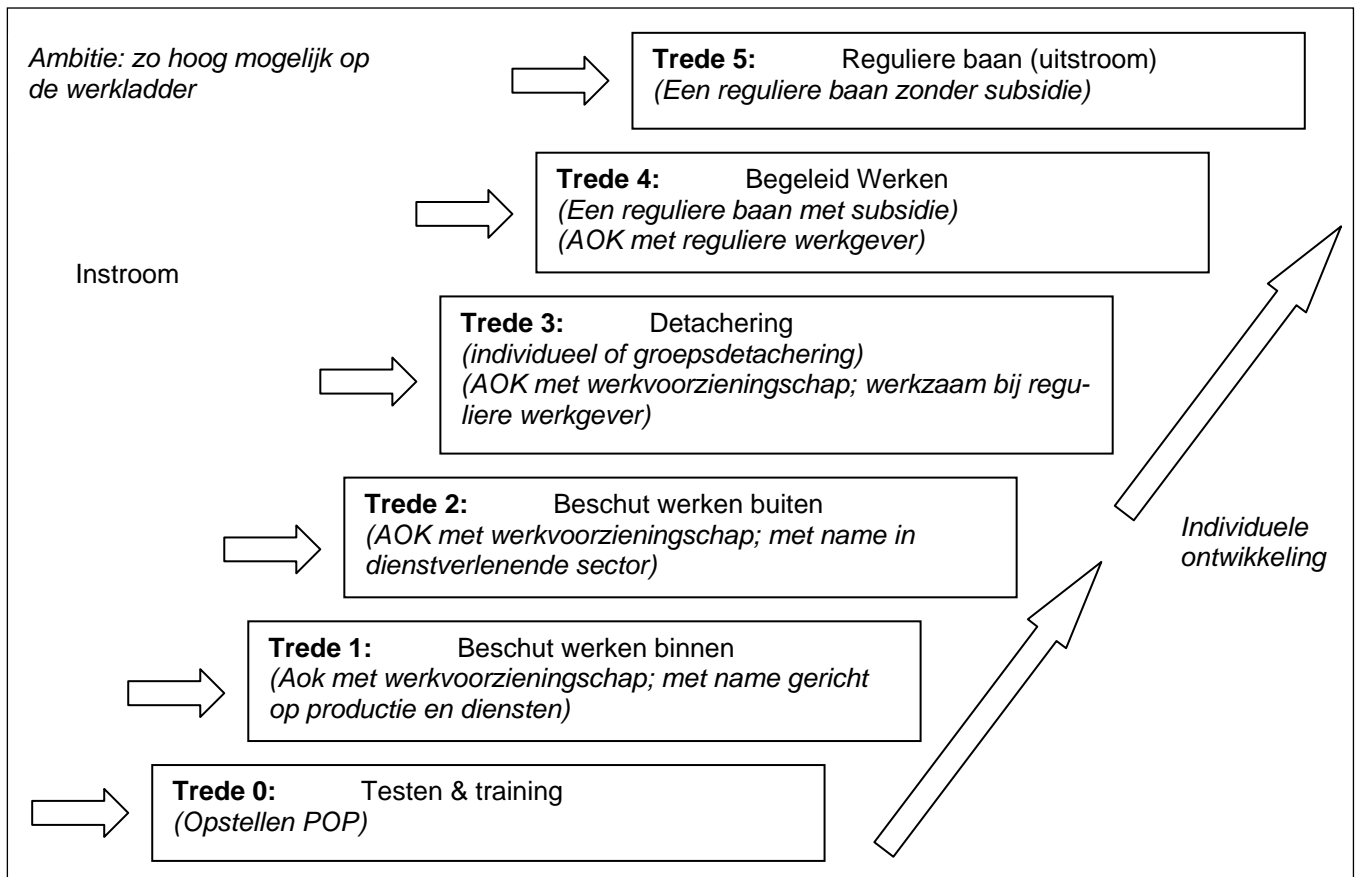 Ambitie: zo hoog mogelijk op
de werkladder
Trede 5: Reguliere baan (uitstroom)
(Een reguliere baan zonder subsidie)
Trede 4: Begeleid Werken
(Een reguliere baan met subsidie)
(AOK met reguliere werkgever)
Instroom
Trede 3: Detachering
(individueel of groepsdetachering)
(AOK met werkvoorzieningschap; werkzaam bij regu-
liere werkgever)
Trede 2: Beschut werken buiten
(AOK met werkvoorzieningschap; met name in
dienstverlenende sector)
Individuele
ontwikkeling
Trede 1: Beschut werken binnen
(Aok met werkvoorzieningschap; met name gericht
op productie en diensten)
Trede 0: Testen & training
(Opstellen POP)